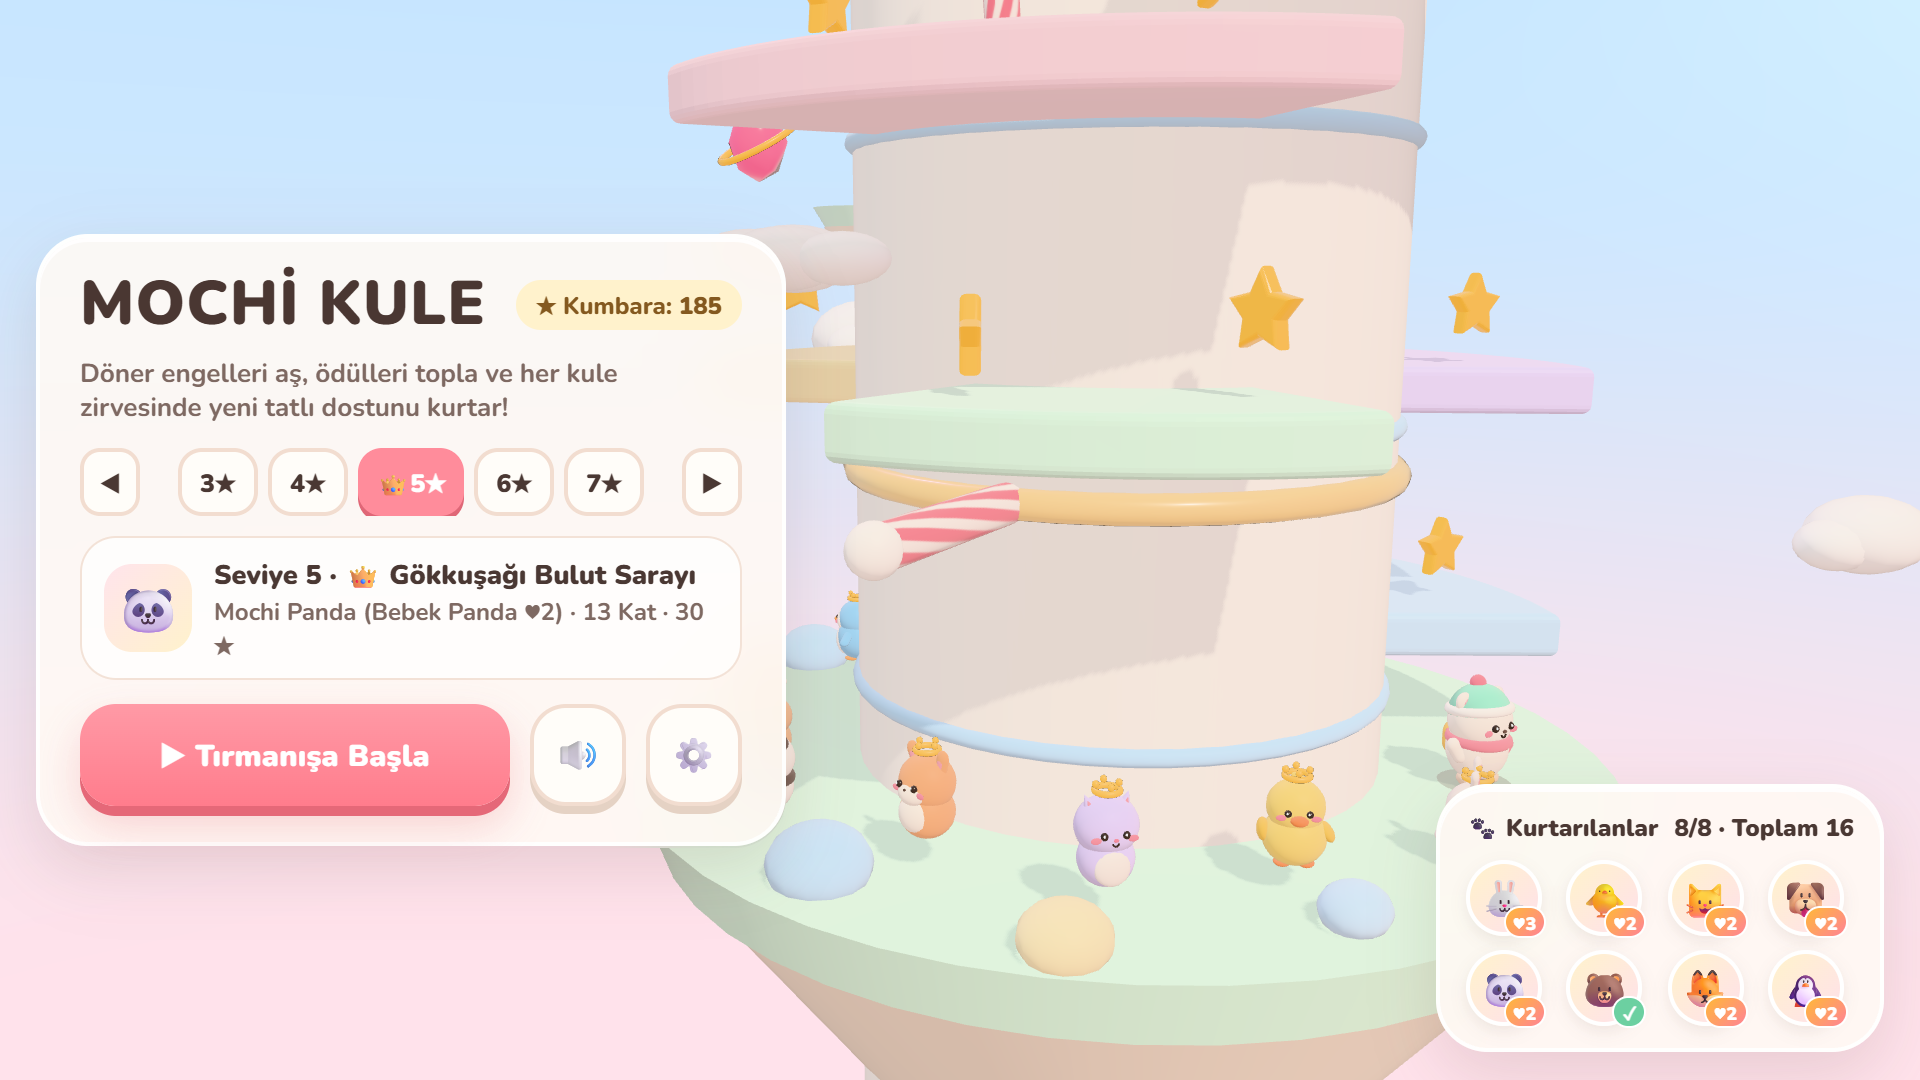 MOCHİ KULE
★ Kumbara: 185
Döner engelleri aş, ödülleri topla ve her kule
zirvesinde yeni tatlı dostunu kurtar!
◀ 3★ 4★ 👑 5★ 6★ 7★ ▶
Seviye 5 · 👑 Gökkuşağı Bulut Sarayı
Mochi Panda (Bebek Panda ♥2) · 13 Kat · 30
★
▶ Tırmanışa Başla
🐾 Kurtarılanlar 8/8 · Toplam 16
♥3 ♥2 ♥2 ♥2
♥2 ✓ ♥2 ♥2